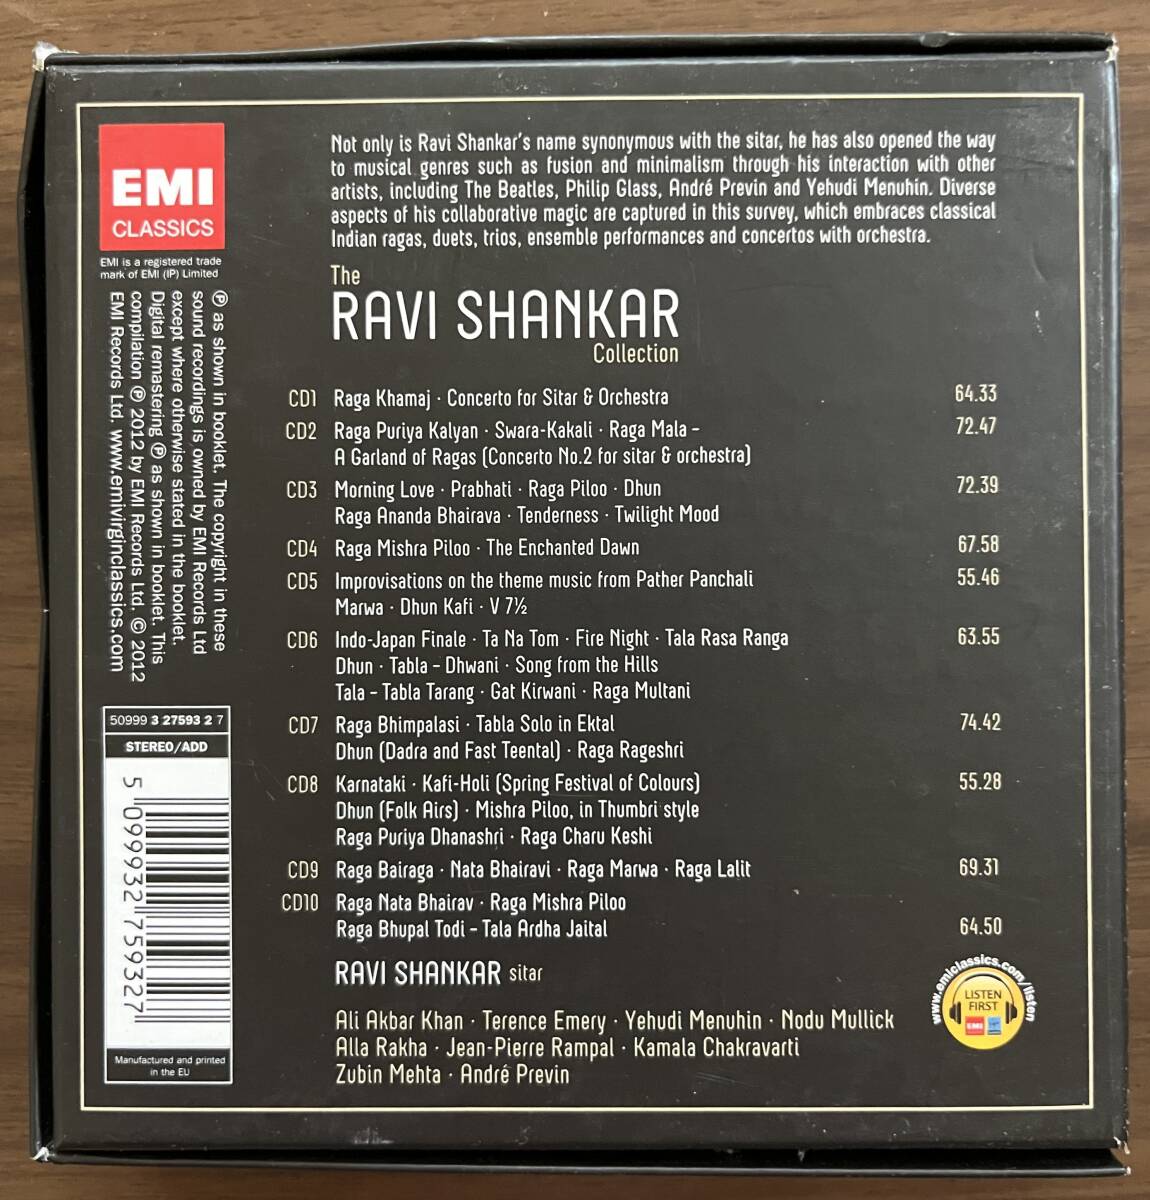 EMI
CLASSICS
EMI is a registered trade
mark of EMI (IP) Limited
℗ as shown in booklet. The copyright in these
sound recordings is owned by EMI Records Ltd
except where otherwise stated in the booklet.
Digital remastering ℗ as shown in booklet. This
compilation ℗ 2012 by EMI Records Ltd. © 2012
EMI Records Ltd. www.emivirginclassics.com
50999 3 27593 2 7
STEREO/ADD
5 099932 759327
Manufactured and printed
in the EU
Not only is Ravi Shankar's name synonymous with the sitar, he has also opened the way
to musical genres such as fusion and minimalism through his interaction with other
artists, including The Beatles, Philip Glass, André Previn and Yehudi Menuhin. Diverse
aspects of his collaborative magic are captured in this survey, which embraces classical
Indian ragas, duets, trios, ensemble performances and concertos with orchestra.
The
RAVI SHANKAR
Collection
CD1 Raga Khamaj · Concerto for Sitar & Orchestra 64.33
CD2 Raga Puriya Kalyan · Swara-Kakali · Raga Mala – 72.47
A Garland of Ragas (Concerto No.2 for sitar & orchestra)
CD3 Morning Love · Prabhati · Raga Piloo · Dhun 72.39
Raga Ananda Bhairava · Tenderness · Twilight Mood
CD4 Raga Mishra Piloo · The Enchanted Dawn 67.58
CD5 Improvisations on the theme music from Pather Panchali 55.46
Marwa · Dhun Kafi · V 7½
CD6 Indo-Japan Finale · Ta Na Tom · Fire Night · Tala Rasa Ranga 63.55
Dhun · Tabla – Dhwani · Song from the Hills
Tala – Tabla Tarang · Gat Kirwani · Raga Multani
CD7 Raga Bhimpalasi · Tabla Solo in Ektal 74.42
Dhun (Dadra and Fast Teental) · Raga Rageshri
CD8 Karnataki · Kafi-Holi (Spring Festival of Colours) 55.28
Dhun (Folk Airs) · Mishra Piloo, in Thumbri style
Raga Puriya Dhanashri · Raga Charu Keshi
CD9 Raga Bairaga · Nata Bhairavi · Raga Marwa · Raga Lalit 69.31
CD10 Raga Nata Bhairav · Raga Mishra Piloo
Raga Bhupal Todi – Tala Ardha Jaital 64.50
RAVI SHANKAR sitar
Ali Akbar Khan · Terence Emery · Yehudi Menuhin · Nodu Mullick
Alla Rakha · Jean-Pierre Rampal · Kamala Chakravarti
Zubin Mehta · André Previn
www.emiclassics.com/listen
LISTEN
FIRST
EMI